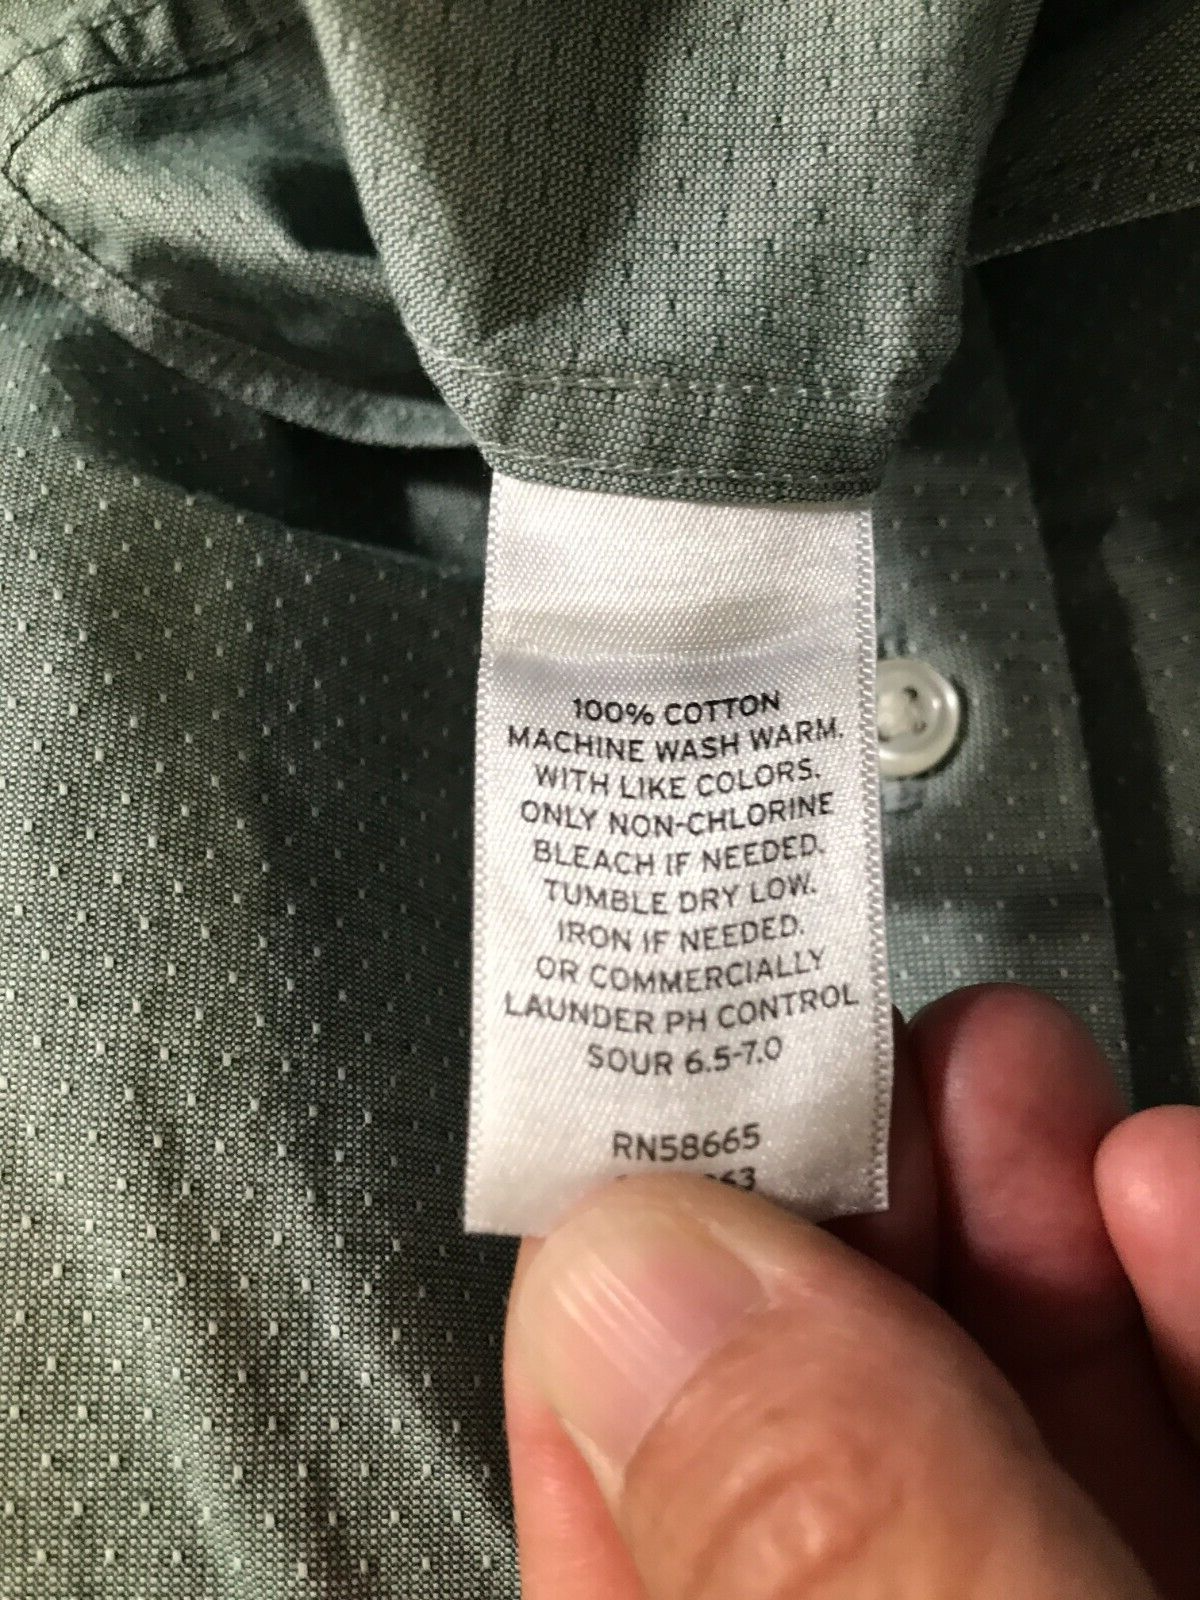 100% COTTON
MACHINE WASH WARM.
WITH LIKE COLORS.
ONLY NON-CHLORINE
BLEACH IF NEEDED.
TUMBLE DRY LOW.
IRON IF NEEDED.
OR COMMERCIALLY
LAUNDER PH CONTROL
SOUR 6.5-7.0
RN58665